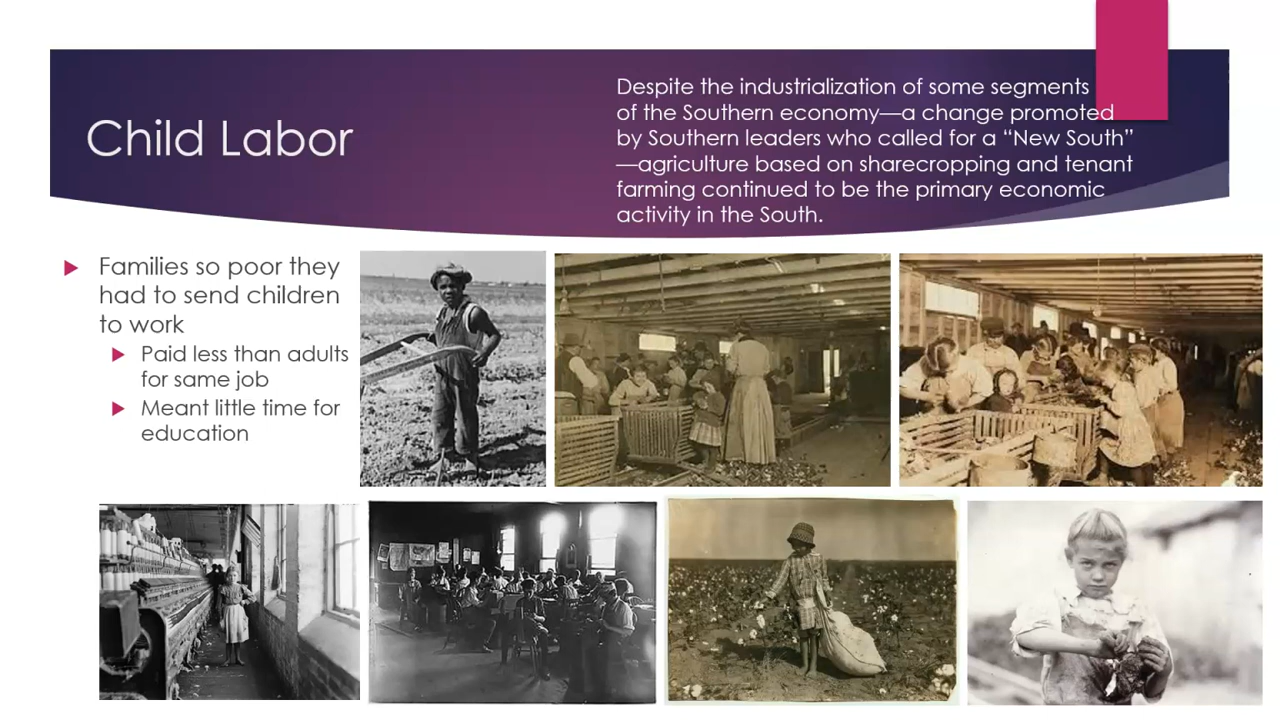 Child Labor
Despite the industrialization of some segments
of the Southern economy—a change promoted
by Southern leaders who called for a “New South”
—agriculture based on sharecropping and tenant
farming continued to be the primary economic
activity in the South.
Families so poor they
had to send children
to work
Paid less than adults
for same job
Meant little time for
education